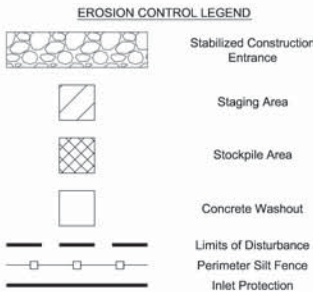 EROSION CONTROL LEGEND
Stabilized Construction
Entrance
Staging Area
Stockpile Area
Concrete Washout
Limits of Disturbance
Perimeter Silt Fence
Inlet Protection